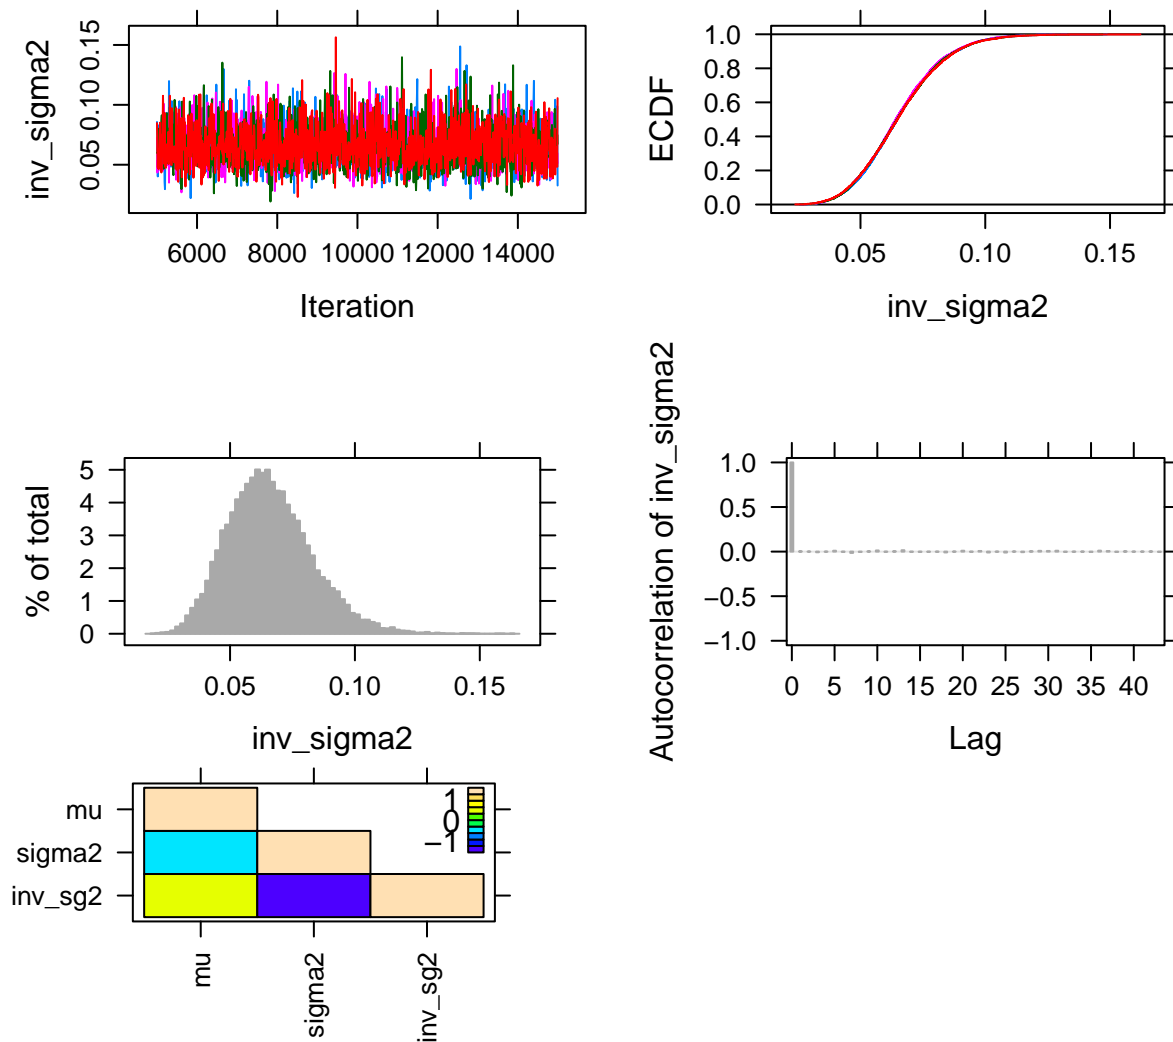 inv_sigma2
0.05 0.10 0.15
6000 8000 10000 12000 14000
Iteration
ECDF
1.0
0.8
0.6
0.4
0.2
0.0
0.05 0.10 0.15
inv_sigma2
% of total
5
4
3
2
1
0
0.05 0.10 0.15
inv_sigma2
Autocorrelation of inv_sigma2
1.0
0.5
0.0
−0.5
−1.0
0 5 10 15 20 25 30 35 40
Lag
mu
sigma2
inv_sg2
1
0
−1
mu
sigma2
inv_sg2